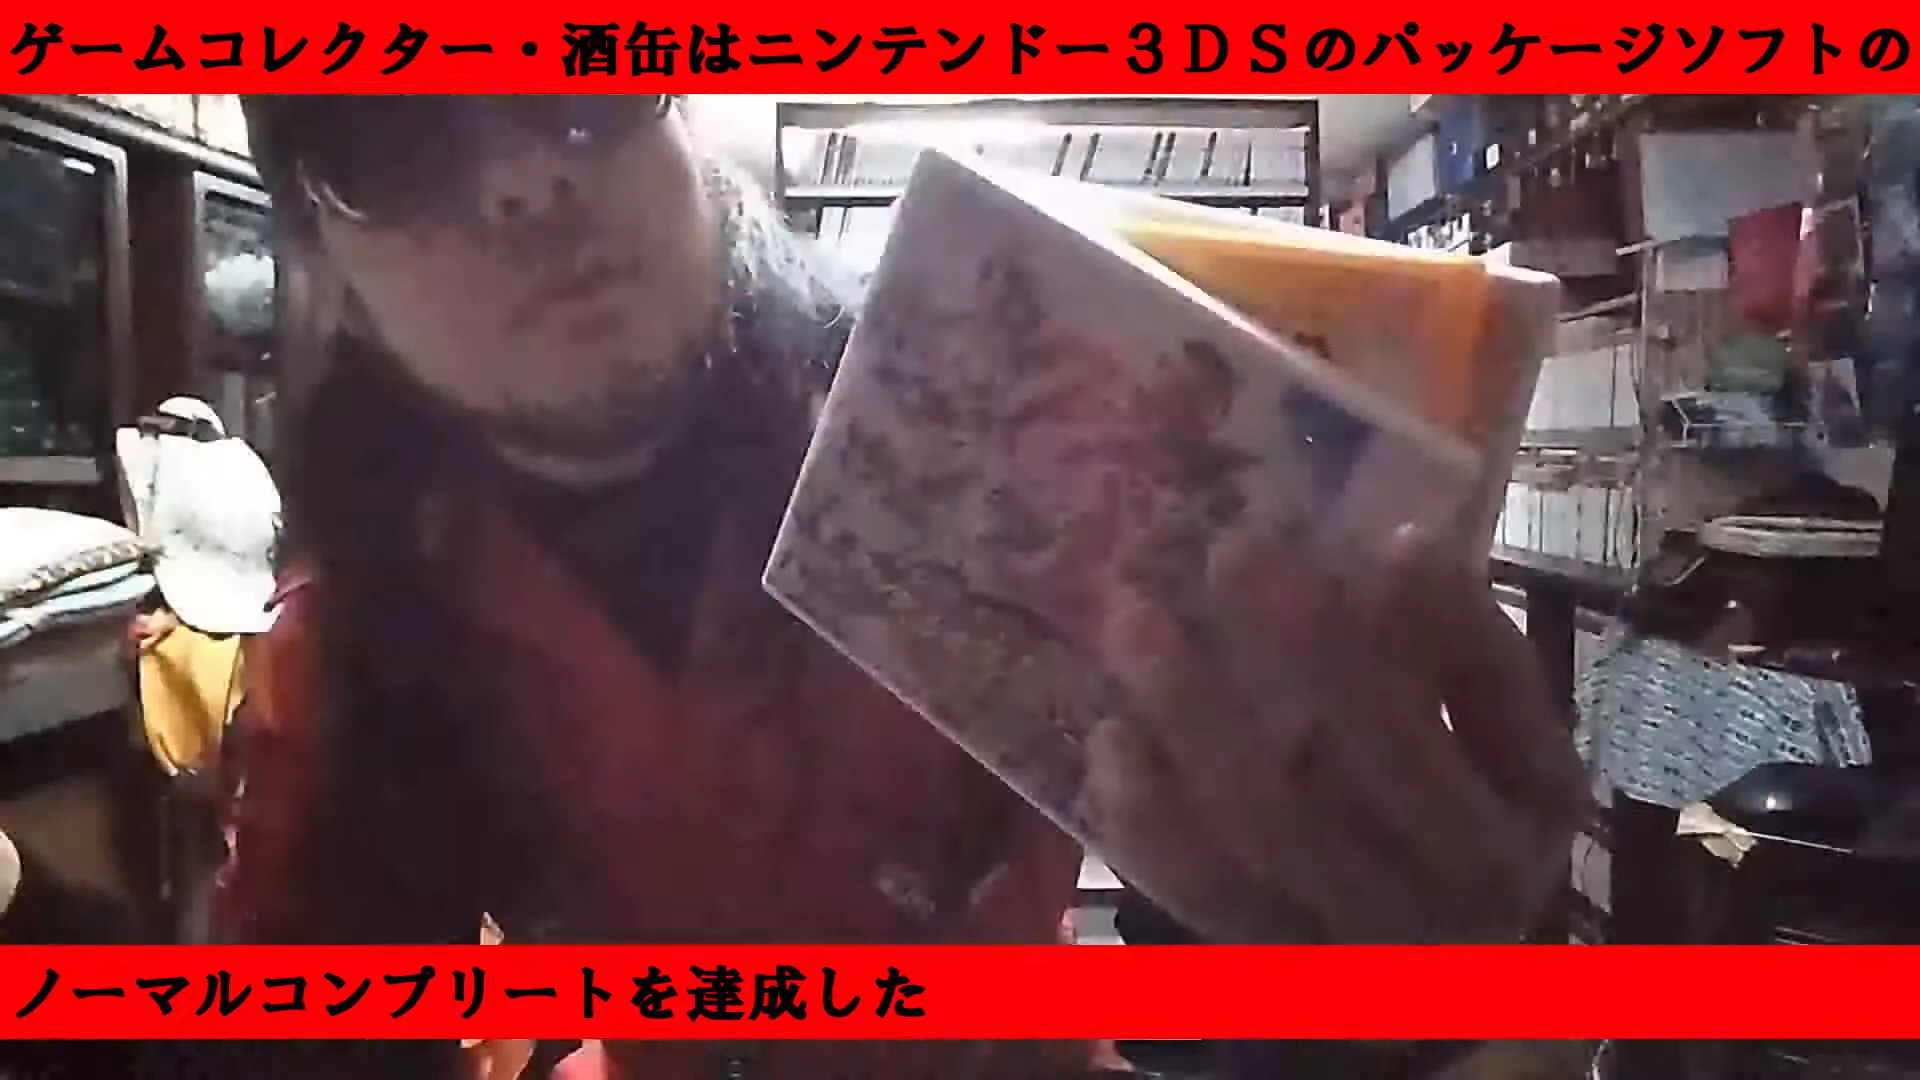 ゲームコレクター・酒缶はニンテンドー３ＤＳのパッケージソフトの
ノーマルコンプリートを達成した